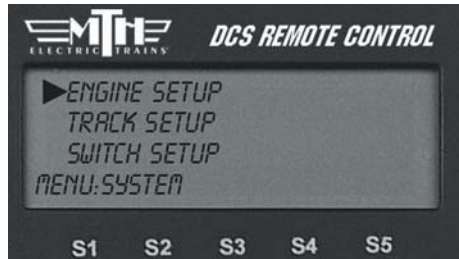 MTH
ELECTRIC TRAINS
DCS REMOTE CONTROL
ENGINE SETUP
TRACK SETUP
SWITCH SETUP
MENU:SYSTEM
S1 S2 S3 S4 S5